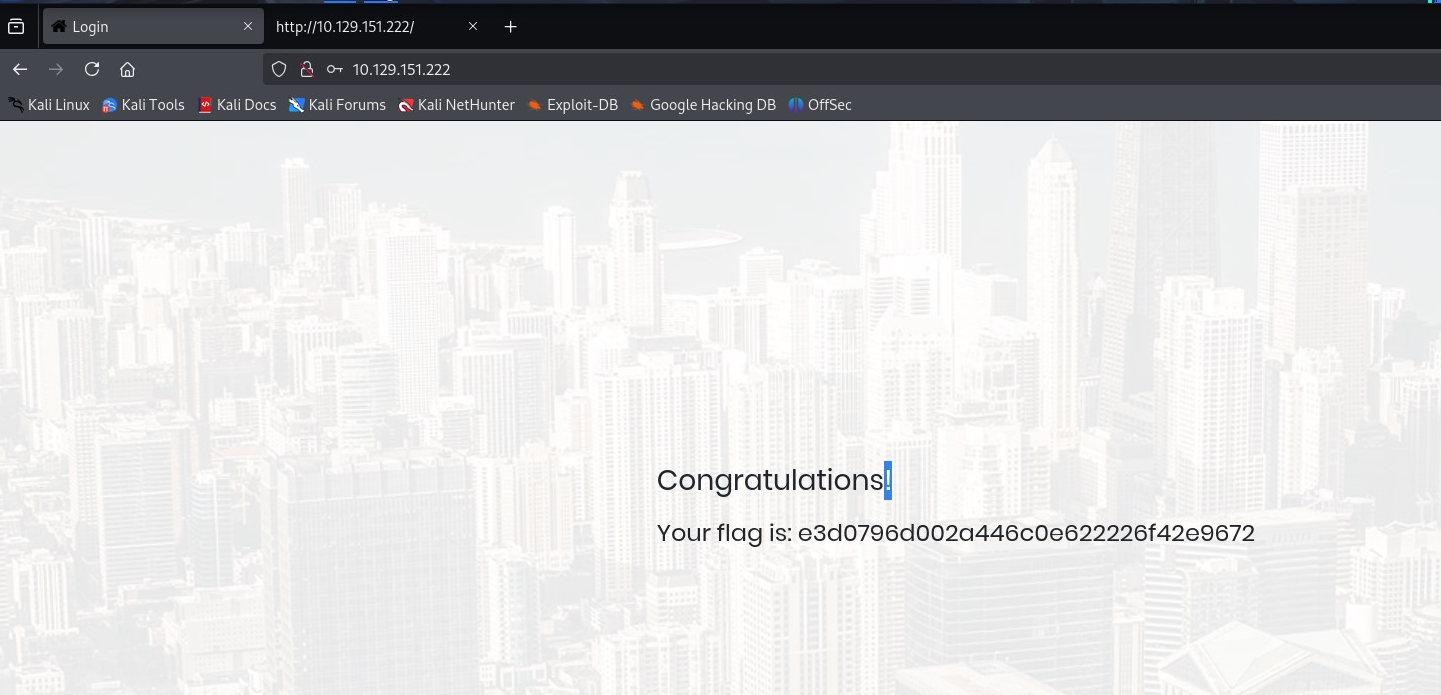 Login
http://10.129.151.222/
10.129.151.222
Kali Linux Kali Tools Kali Docs Kali Forums Kali NetHunter Exploit-DB Google Hacking DB OffSec
Congratulations!
Your flag is: e3d0796d002a446c0e622226f42e9672